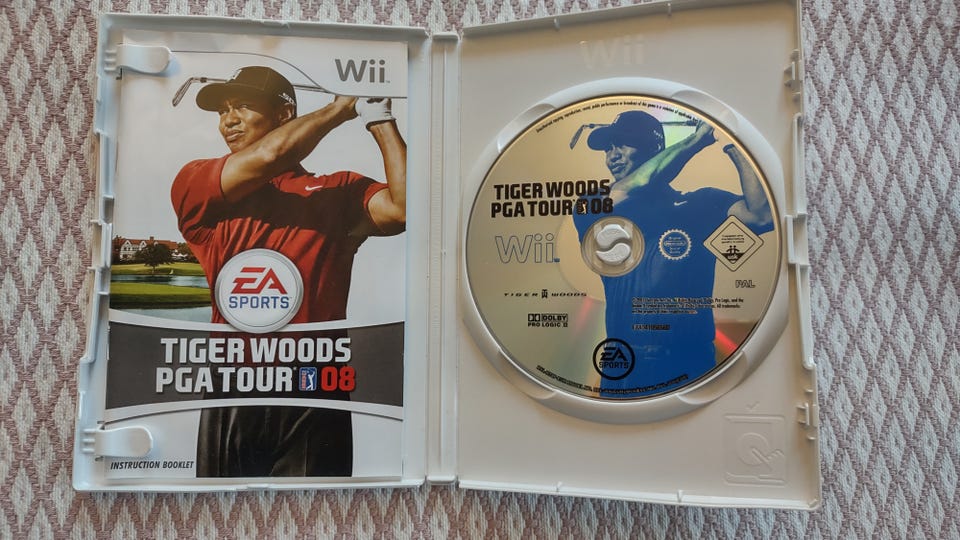 Wii
EA
SPORTS
TIGER WOODS
PGA TOUR 08
INSTRUCTION BOOKLET
Wii
TIGER WOODS
PGA TOUR 08
Wii
TIGER WOODS
PAL
DOLBY
PRO LOGIC II
EA
SPORTS